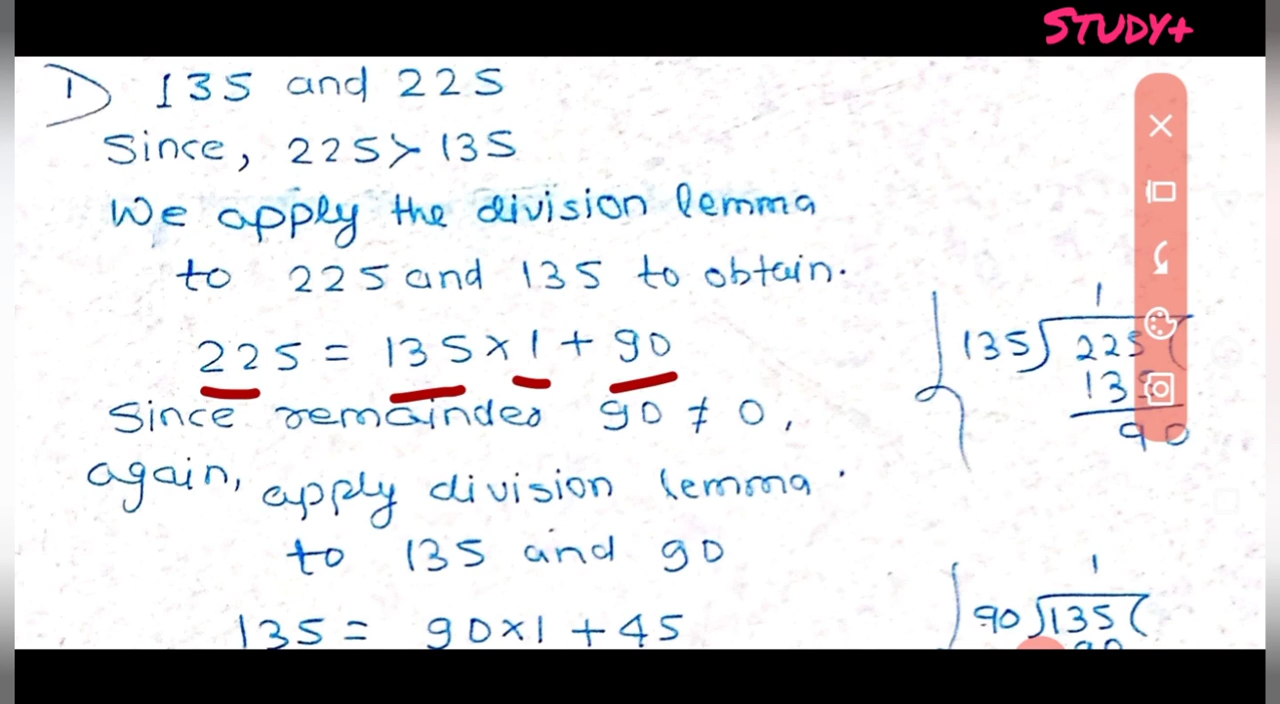 STUDY+
1) 135 and 225
Since, 225 > 135
We apply the division lemma
to 225 and 135 to obtain.
225 = 135 × 1 + 90
Since remainder 90 ≠ 0,
again, apply division lemma
to 135 and 90
135 = 90×1 + 45
1
135) 225 (
135
90
1
90) 135 (
90